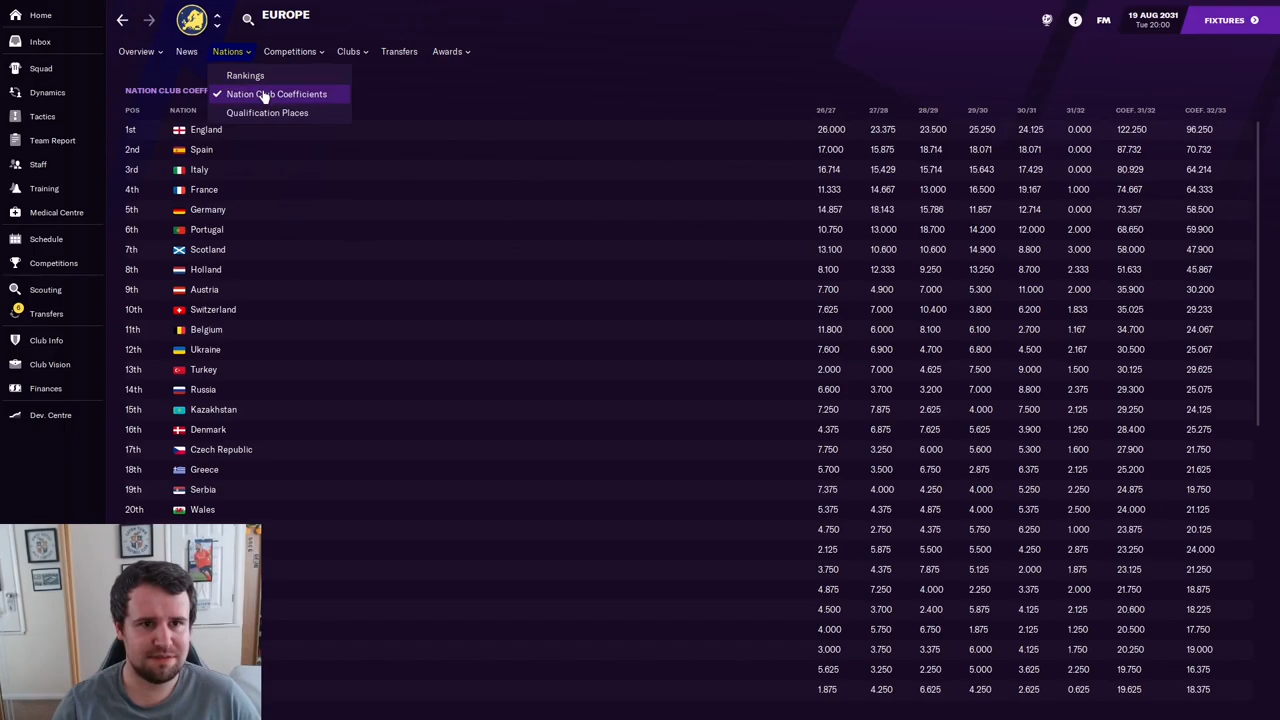 Home
EUROPE
19 AUG 2031
Tue 20:00
FM
FIXTURES
Inbox
Overview
News
Nations
Competitions
Clubs
Transfers
Awards
Squad
Dynamics
Tactics
Team Report
Staff
Training
Medical Centre
Schedule
Competitions
Scouting
6
Transfers
Club Info
Club Vision
Finances
Dev. Centre
Rankings
Nation Club Coefficients
Qualification Places
NATION CLUB COEFF
POS NATION 26/27 27/28 28/29 29/30 30/31 31/32 COEF. 31/32 COEF. 32/33
1st England 26.000 23.375 23.500 25.250 24.125 0.000 122.250 96.250
2nd Spain 17.000 15.875 18.714 18.071 18.071 0.000 87.732 70.732
3rd Italy 16.714 15.429 15.714 15.643 17.429 0.000 80.929 64.214
4th France 11.333 14.667 13.000 16.500 19.167 1.000 74.667 64.333
5th Germany 14.857 18.143 15.786 11.857 12.714 0.000 73.357 58.500
6th Portugal 10.750 13.000 18.700 14.200 12.000 2.000 68.650 59.900
7th Scotland 13.100 10.600 10.600 14.900 8.800 3.000 58.000 47.900
8th Holland 8.100 12.333 9.250 13.250 8.700 2.333 51.633 45.867
9th Austria 7.700 4.900 7.000 5.300 11.000 2.000 35.900 30.200
10th Switzerland 7.625 7.000 10.400 3.800 6.200 1.833 35.025 29.233
11th Belgium 11.800 6.000 8.100 6.100 2.700 1.167 34.700 24.067
12th Ukraine 7.600 6.900 4.700 6.800 4.500 2.167 30.500 25.067
13th Turkey 2.000 7.000 4.625 7.500 9.000 1.500 30.125 29.625
14th Russia 6.600 3.700 3.200 7.000 8.800 2.375 29.300 25.075
15th Kazakhstan 7.250 7.875 2.625 4.000 7.500 2.125 29.250 24.125
16th Denmark 4.375 6.875 7.625 5.625 3.900 1.250 28.400 25.275
17th Czech Republic 7.750 3.250 6.000 5.600 5.300 1.600 27.900 21.750
18th Greece 5.700 3.500 6.750 2.875 6.375 2.125 25.200 21.625
19th Serbia 7.375 4.000 4.250 4.000 5.250 2.250 24.875 19.750
20th Wales 5.375 4.375 4.875 4.000 5.375 2.500 24.000 21.125
4.750 2.750 4.375 5.750 6.250 1.000 23.875 20.125
2.125 5.875 5.500 5.500 4.250 2.875 23.250 24.000
3.750 4.375 7.875 5.125 2.000 1.875 23.125 21.250
4.875 7.250 4.000 2.250 3.375 2.000 21.750 18.875
4.500 3.700 2.400 5.875 4.125 2.125 20.600 18.225
4.000 5.750 6.750 1.875 2.125 1.250 20.500 17.750
3.000 3.750 3.875 6.000 3.625 1.750 20.250 19.000
5.625 3.250 2.250 5.000 3.625 2.250 19.750 16.375
1.875 4.250 6.625 4.250 2.625 0.625 19.625 18.375